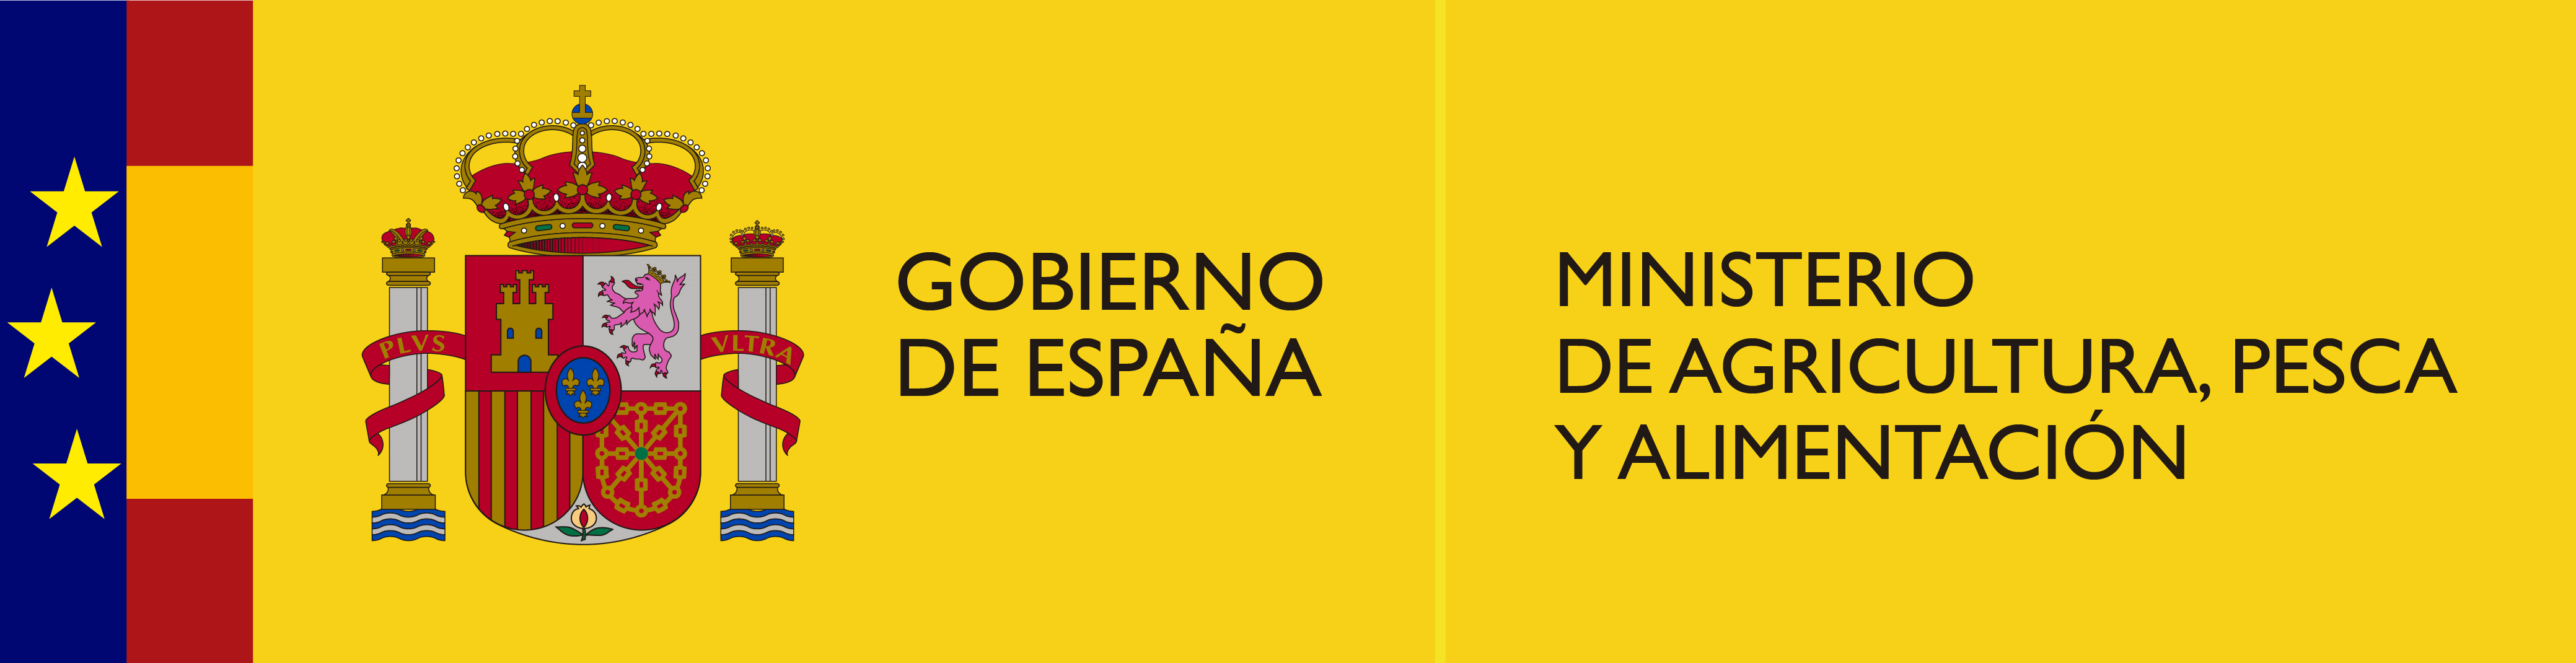 PLVS
VLTRA
GOBIERNO
DE ESPAÑA
MINISTERIO
DE AGRICULTURA, PESCA
Y ALIMENTACIÓN